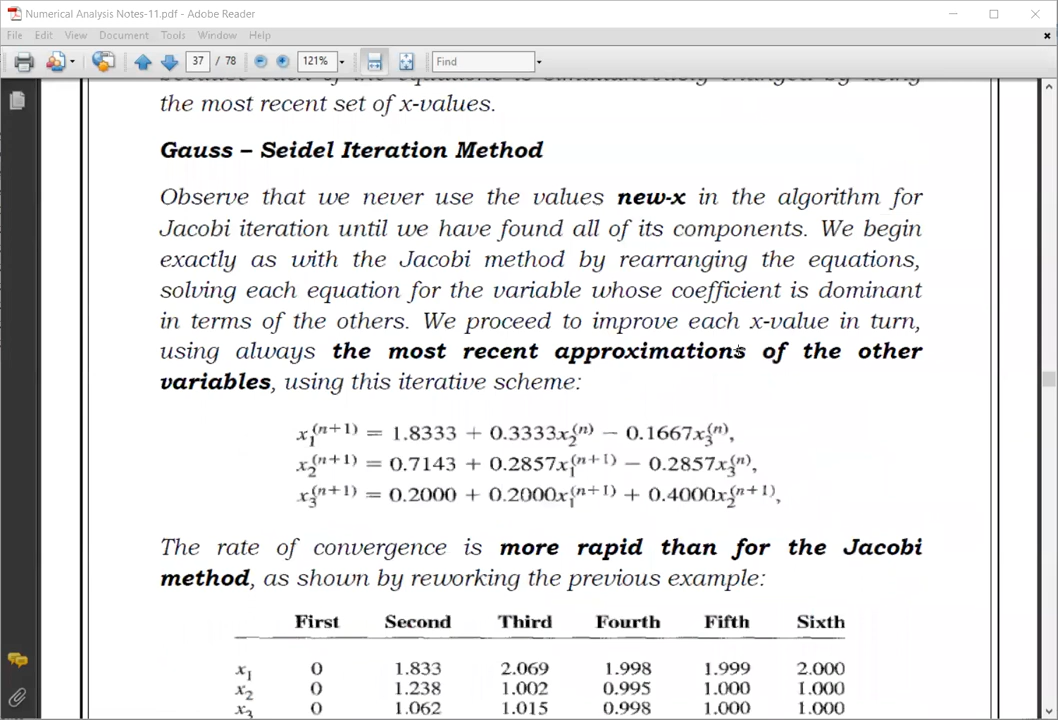 Numerical Analysis Notes-11.pdf - Adobe Reader
File Edit View Document Tools Window Help
37 / 78 121% Find
the most recent set of x-values.
Gauss – Seidel Iteration Method
Observe that we never use the values new-x in the algorithm for
Jacobi iteration until we have found all of its components. We begin
exactly as with the Jacobi method by rearranging the equations,
solving each equation for the variable whose coefficient is dominant
in terms of the others. We proceed to improve each x-value in turn,
using always the most recent approximations of the other
variables, using this iterative scheme:
x₁⁽ⁿ⁺¹⁾ = 1.8333 + 0.3333x₂⁽ⁿ⁾ − 0.1667x₃⁽ⁿ⁾,
x₂⁽ⁿ⁺¹⁾ = 0.7143 + 0.2857x₁⁽ⁿ⁺¹⁾ − 0.2857x₃⁽ⁿ⁾,
x₃⁽ⁿ⁺¹⁾ = 0.2000 + 0.2000x₁⁽ⁿ⁺¹⁾ + 0.4000x₂⁽ⁿ⁺¹⁾,
The rate of convergence is more rapid than for the Jacobi
method, as shown by reworking the previous example:
First Second Third Fourth Fifth Sixth
x₁ 0 1.833 2.069 1.998 1.999 2.000
x₂ 0 1.238 1.002 0.995 1.000 1.000
x₃ 0 1.062 1.015 0.998 1.000 1.000